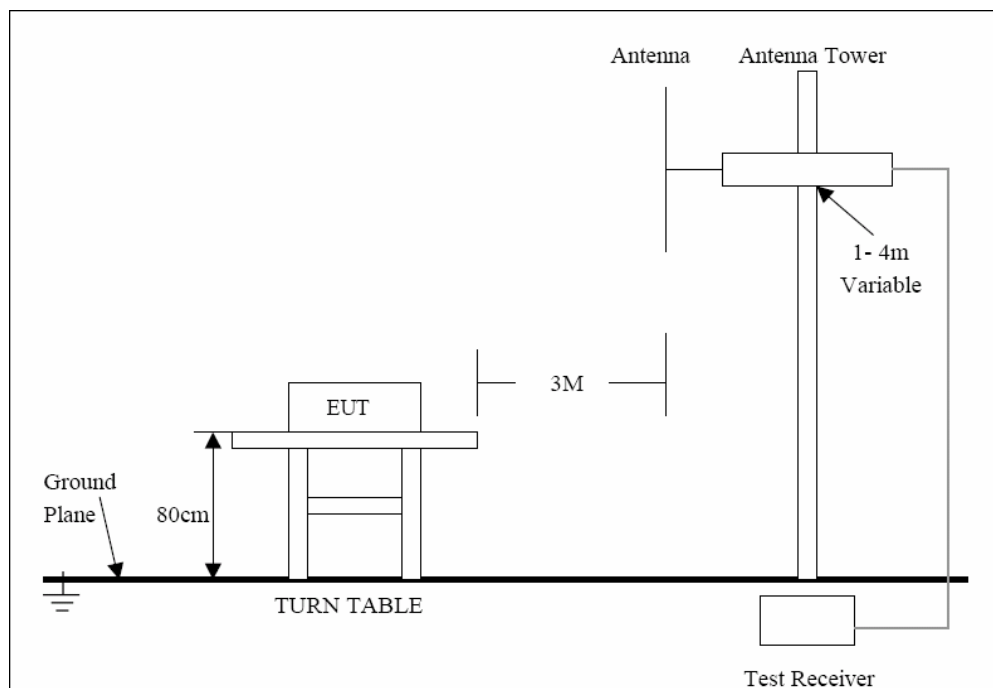 Antenna
Antenna Tower
1- 4m
Variable
3M
EUT
Ground
Plane
80cm
TURN TABLE
Test Receiver